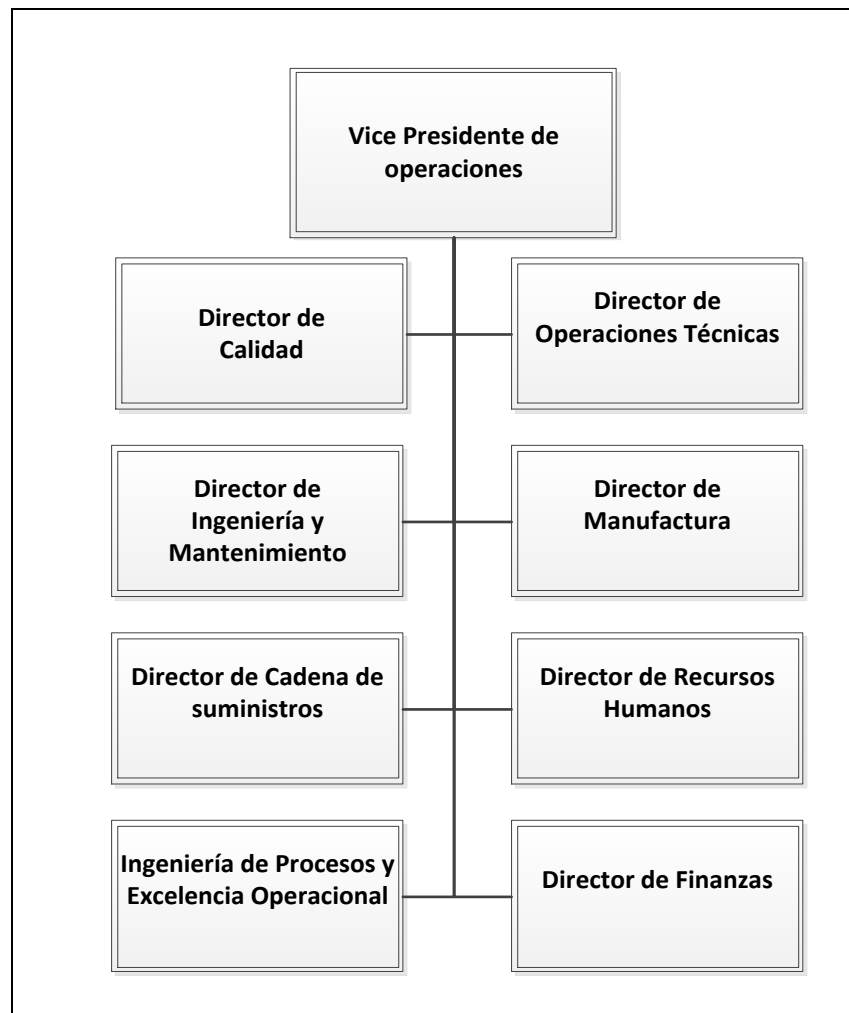 Vice Presidente de
operaciones
Director de
Calidad
Director de
Operaciones Técnicas
Director de
Ingeniería y
Mantenimiento
Director de
Manufactura
Director de Cadena de
suministros
Director de Recursos
Humanos
Ingeniería de Procesos y
Excelencia Operacional
Director de Finanzas